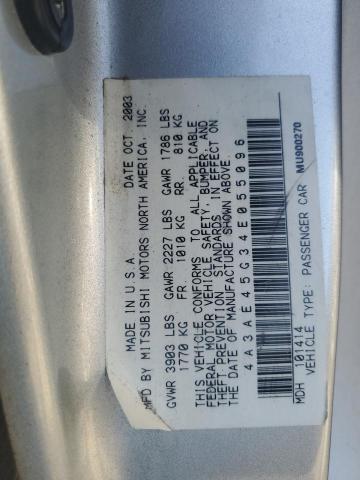 MADE IN U.S.A. DATE OCT. 2003
MFD BY MITSUBISHI MOTORS NORTH AMERICA, INC.
GVWR 3903 LBS GAWR 2227 LBS GAWR 1786 LBS
1770 KG FR. 1010 KG RR. 810 KG
THIS VEHICLE CONFORMS TO ALL APPLICABLE
FEDERAL MOTOR VEHICLE SAFETY, BUMPER, AND
THEFT PREVENTION STANDARDS IN EFFECT ON
THE DATE OF MANUFACTURE SHOWN ABOVE.
4A3AE45G34E055096
MDH 101414
VEHICLE TYPE: PASSENGER CAR MU900270